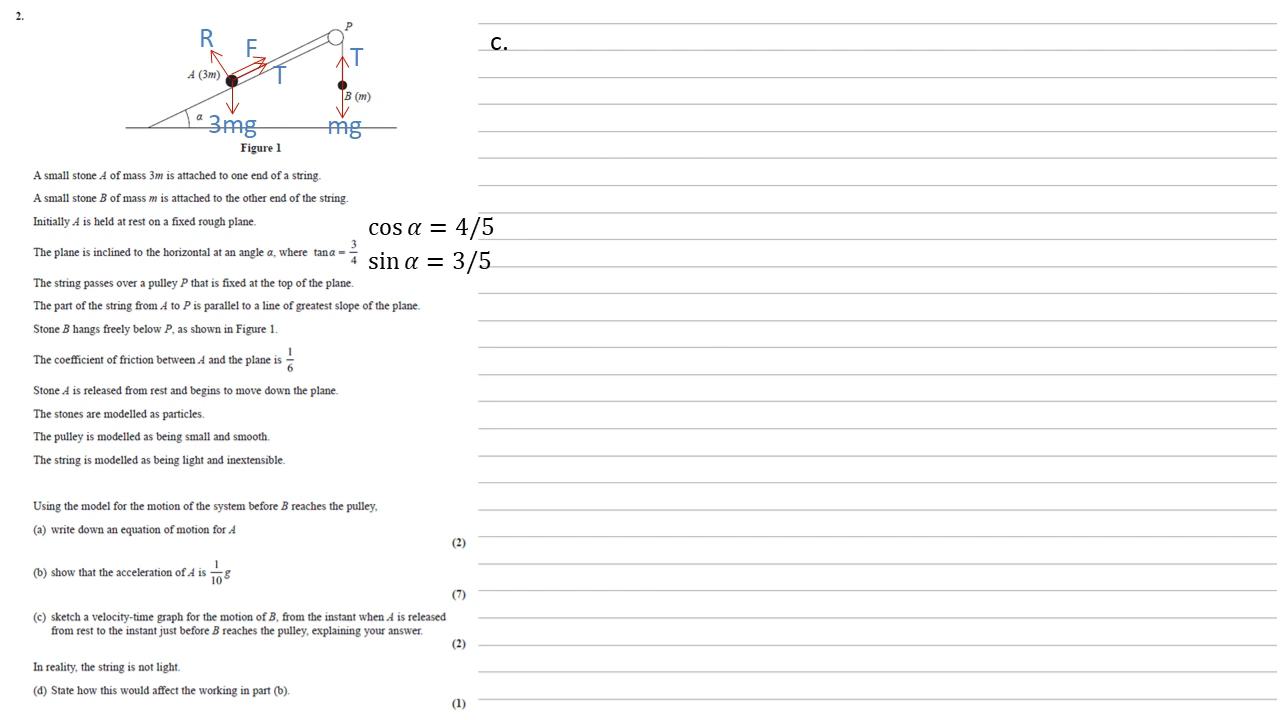 2.
P
R
F
T
T
A (3m)
B (m)
α
3mg
mg
Figure 1
A small stone A of mass 3m is attached to one end of a string.
A small stone B of mass m is attached to the other end of the string.
Initially A is held at rest on a fixed rough plane.
The plane is inclined to the horizontal at an angle α, where tan α = 3/4
cos α = 4/5
sin α = 3/5
The string passes over a pulley P that is fixed at the top of the plane.
The part of the string from A to P is parallel to a line of greatest slope of the plane.
Stone B hangs freely below P, as shown in Figure 1.
The coefficient of friction between A and the plane is 1/6
Stone A is released from rest and begins to move down the plane.
The stones are modelled as particles.
The pulley is modelled as being small and smooth.
The string is modelled as being light and inextensible.
Using the model for the motion of the system before B reaches the pulley,
(a) write down an equation of motion for A
(2)
(b) show that the acceleration of A is 1/10 g
(7)
(c) sketch a velocity-time graph for the motion of B, from the instant when A is released
from rest to the instant just before B reaches the pulley, explaining your answer.
(2)
In reality, the string is not light.
(d) State how this would affect the working in part (b).
(1)
c.